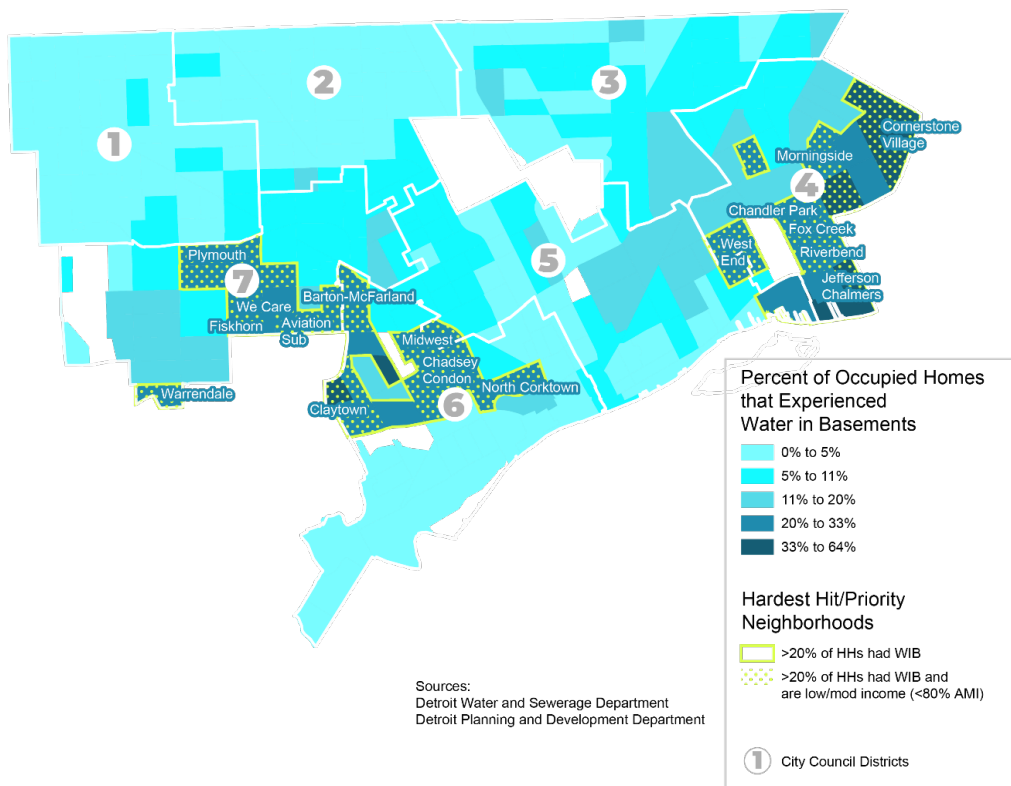 1
2
3
Cornerstone
Village
Morningside
4
Chandler Park
Fox Creek
West
End
Riverbend
Jefferson
Chalmers
5
Plymouth
7
We Care
Barton-McFarland
Fiskhorn
Aviation
Sub
Midwest
Chadsey
Condon
North Corktown
Warrendale
Claytown
6
Percent of Occupied Homes
that Experienced
Water in Basements
0% to 5%
5% to 11%
11% to 20%
20% to 33%
33% to 64%
Hardest Hit/Priority
Neighborhoods
>20% of HHs had WIB
>20% of HHs had WIB and
are low/mod income (<80% AMI)
1 City Council Districts
Sources:
Detroit Water and Sewerage Department
Detroit Planning and Development Department